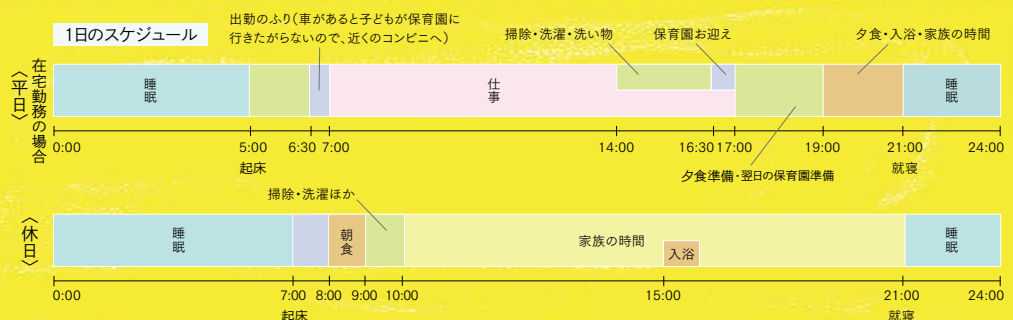 1日のスケジュール
出勤のふり(車があると子どもが保育園に
行きたがらないので、近くのコンビニへ)
掃除・洗濯・洗い物
保育園お迎え
夕食・入浴・家族の時間
在宅勤務の場合
〈平日〉
睡眠
仕事
睡眠
0:00
5:00
6:30
7:00
14:00
16:30
17:00
19:00
21:00
24:00
起床
夕食準備・翌日の保育園準備
就寝
掃除・洗濯ほか
〈休日〉
睡眠
朝食
家族の時間
入浴
睡眠
0:00
7:00
8:00
9:00
10:00
15:00
21:00
24:00
起床
就寝